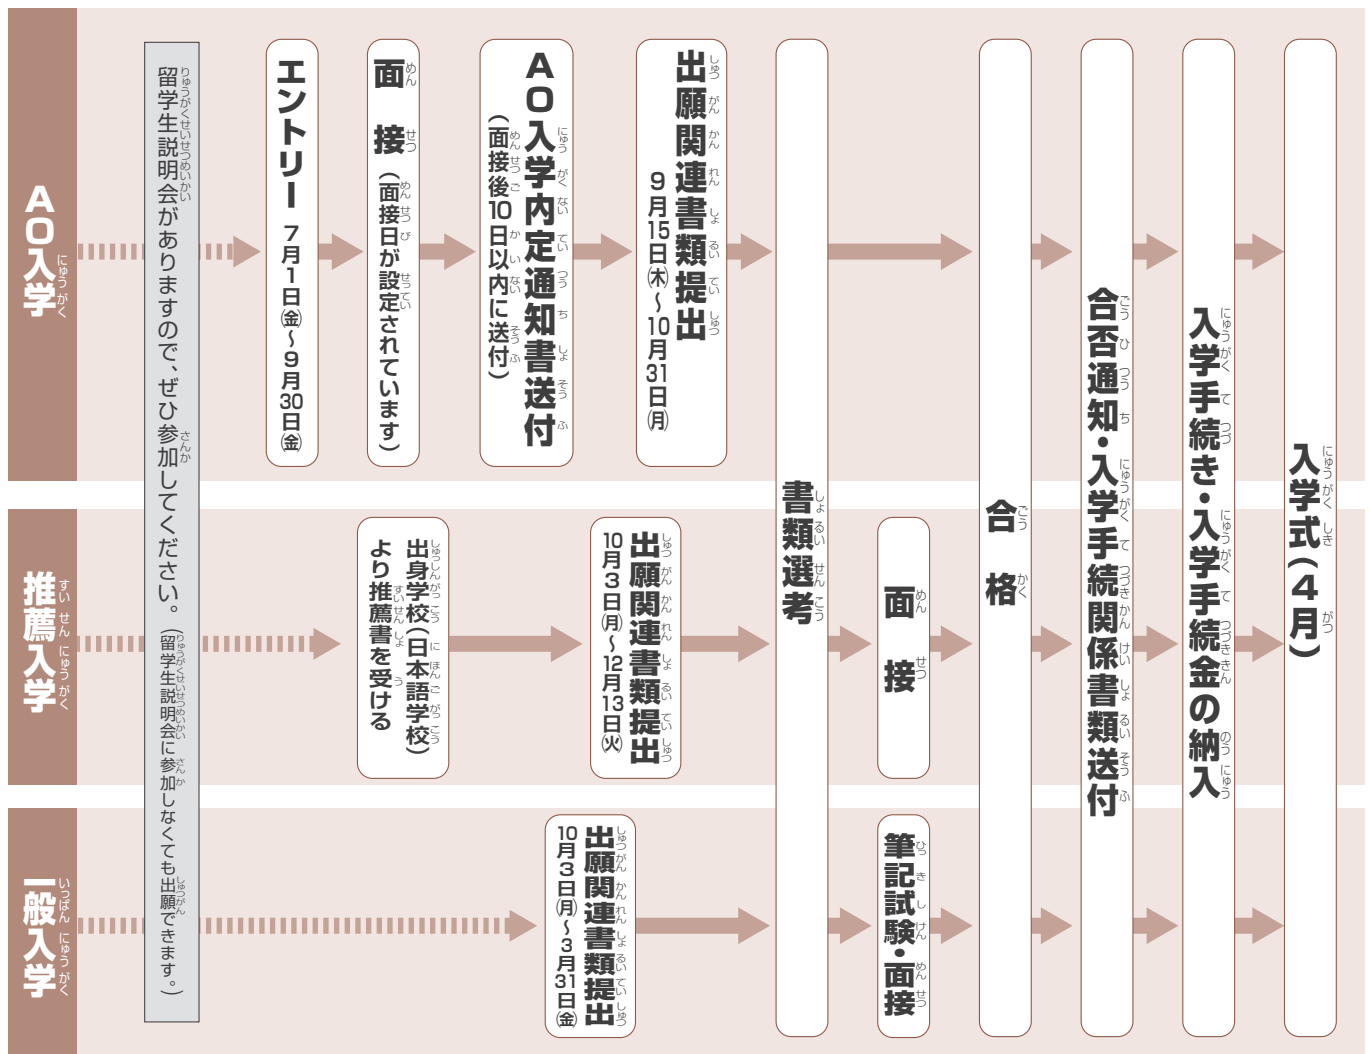 AO入学
留学生説明会がありますので、ぜひ参加してください。（留学生説明会に参加しなくても出願できます。）
エントリー 7月1日㈮～9月30日㈮
面接（面接日が設定されています）
AO入学内定通知書送付
（面接後10日以内に送付）
出願関連書類提出
9月15日㈭～10月31日㈪
推薦入学
出身学校（日本語学校）
より推薦書を受ける
出願関連書類提出
10月3日㈪～12月13日㈫
一般入学
出願関連書類提出
10月3日㈪～3月31日㈮
書類選考
面接
筆記試験・面接
合格
合否通知・入学手続関係書類送付
入学手続き・入学手続金の納入
入学式（4月）